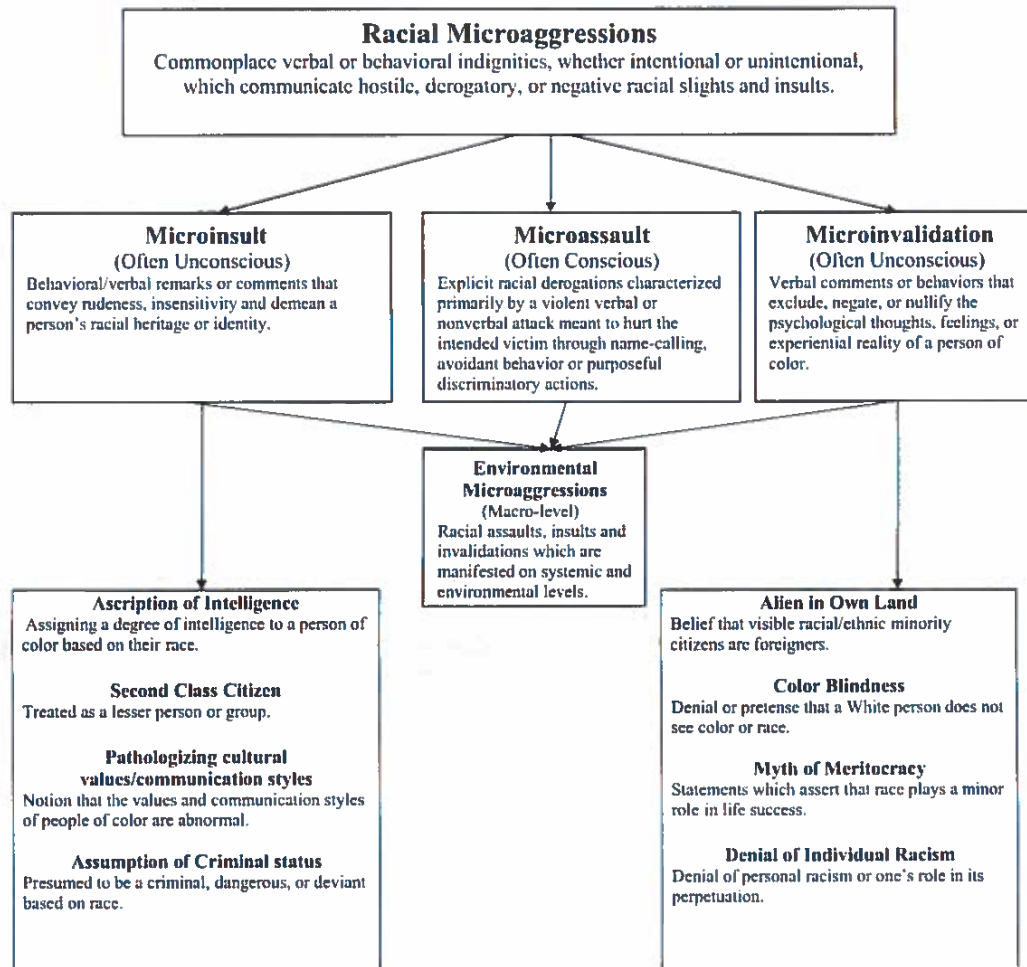 Racial Microaggressions
Commonplace verbal or behavioral indignities, whether intentional or unintentional,
which communicate hostile, derogatory, or negative racial slights and insults.
Microinsult
(Often Unconscious)
Behavioral/verbal remarks or comments that
convey rudeness, insensitivity and demean a
person's racial heritage or identity.
Microassault
(Often Conscious)
Explicit racial derogations characterized
primarily by a violent verbal or
nonverbal attack meant to hurt the
intended victim through name-calling,
avoidant behavior or purposeful
discriminatory actions.
Microinvalidation
(Often Unconscious)
Verbal comments or behaviors that
exclude, negate, or nullify the
psychological thoughts, feelings, or
experiential reality of a person of
color.
Environmental
Microaggressions
(Macro-level)
Racial assaults, insults and
invalidations which are
manifested on systemic and
environmental levels.
Ascription of Intelligence
Assigning a degree of intelligence to a person of
color based on their race.
Second Class Citizen
Treated as a lesser person or group.
Pathologizing cultural
values/communication styles
Notion that the values and communication styles
of people of color are abnormal.
Assumption of Criminal status
Presumed to be a criminal, dangerous, or deviant
based on race.
Alien in Own Land
Belief that visible racial/ethnic minority
citizens are foreigners.
Color Blindness
Denial or pretense that a White person does not
see color or race.
Myth of Meritocracy
Statements which assert that race plays a minor
role in life success.
Denial of Individual Racism
Denial of personal racism or one's role in its
perpetuation.